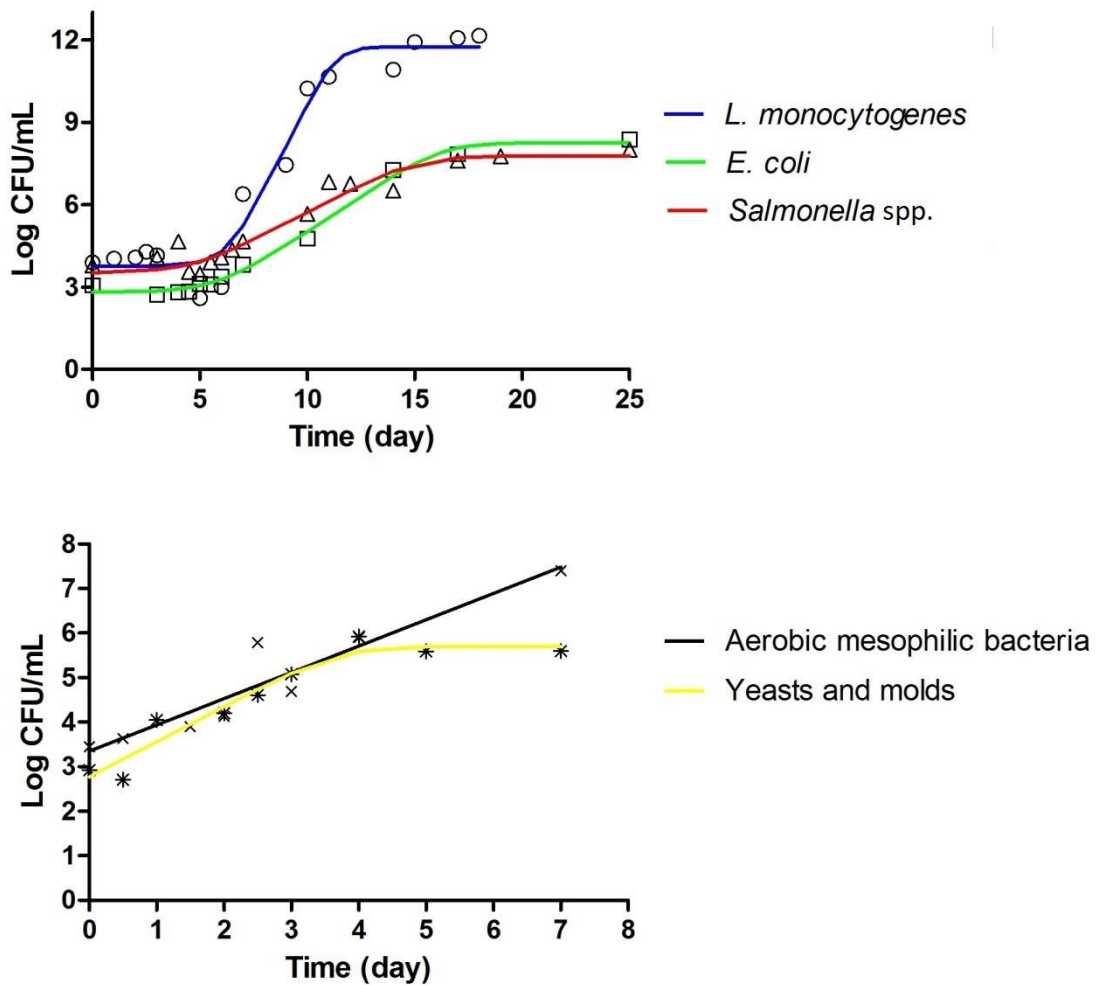 12
9
6
3
0
Log CFU/mL
0 5 10 15 20 25
Time (day)
L. monocytogenes
E. coli
Salmonella spp.
8
7
6
5
4
3
2
1
0
Log CFU/mL
0 1 2 3 4 5 6 7 8
Time (day)
Aerobic mesophilic bacteria
Yeasts and molds